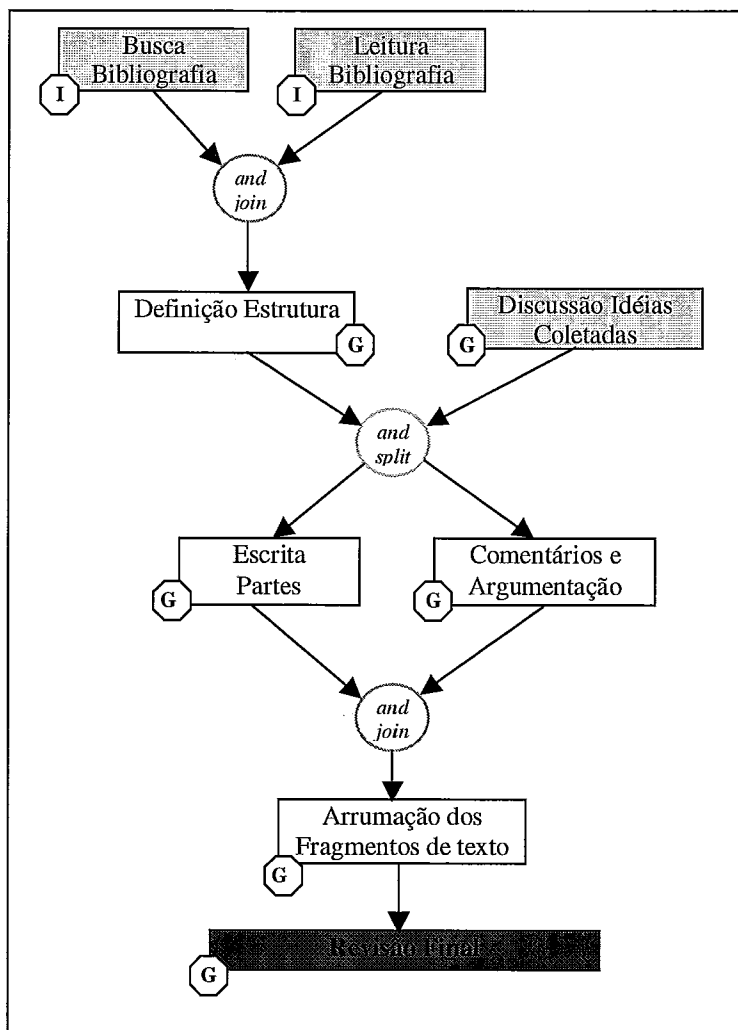 Busca
Bibliografia
I
Leitura
Bibliografia
I
and
join
Definição Estrutura
G
Discussão Idéias
Coletadas
G
and
split
Escrita
Partes
G
Comentários e
Argumentação
G
and
join
Arrumação dos
Fragmentos de texto
G
Revisão Final
G